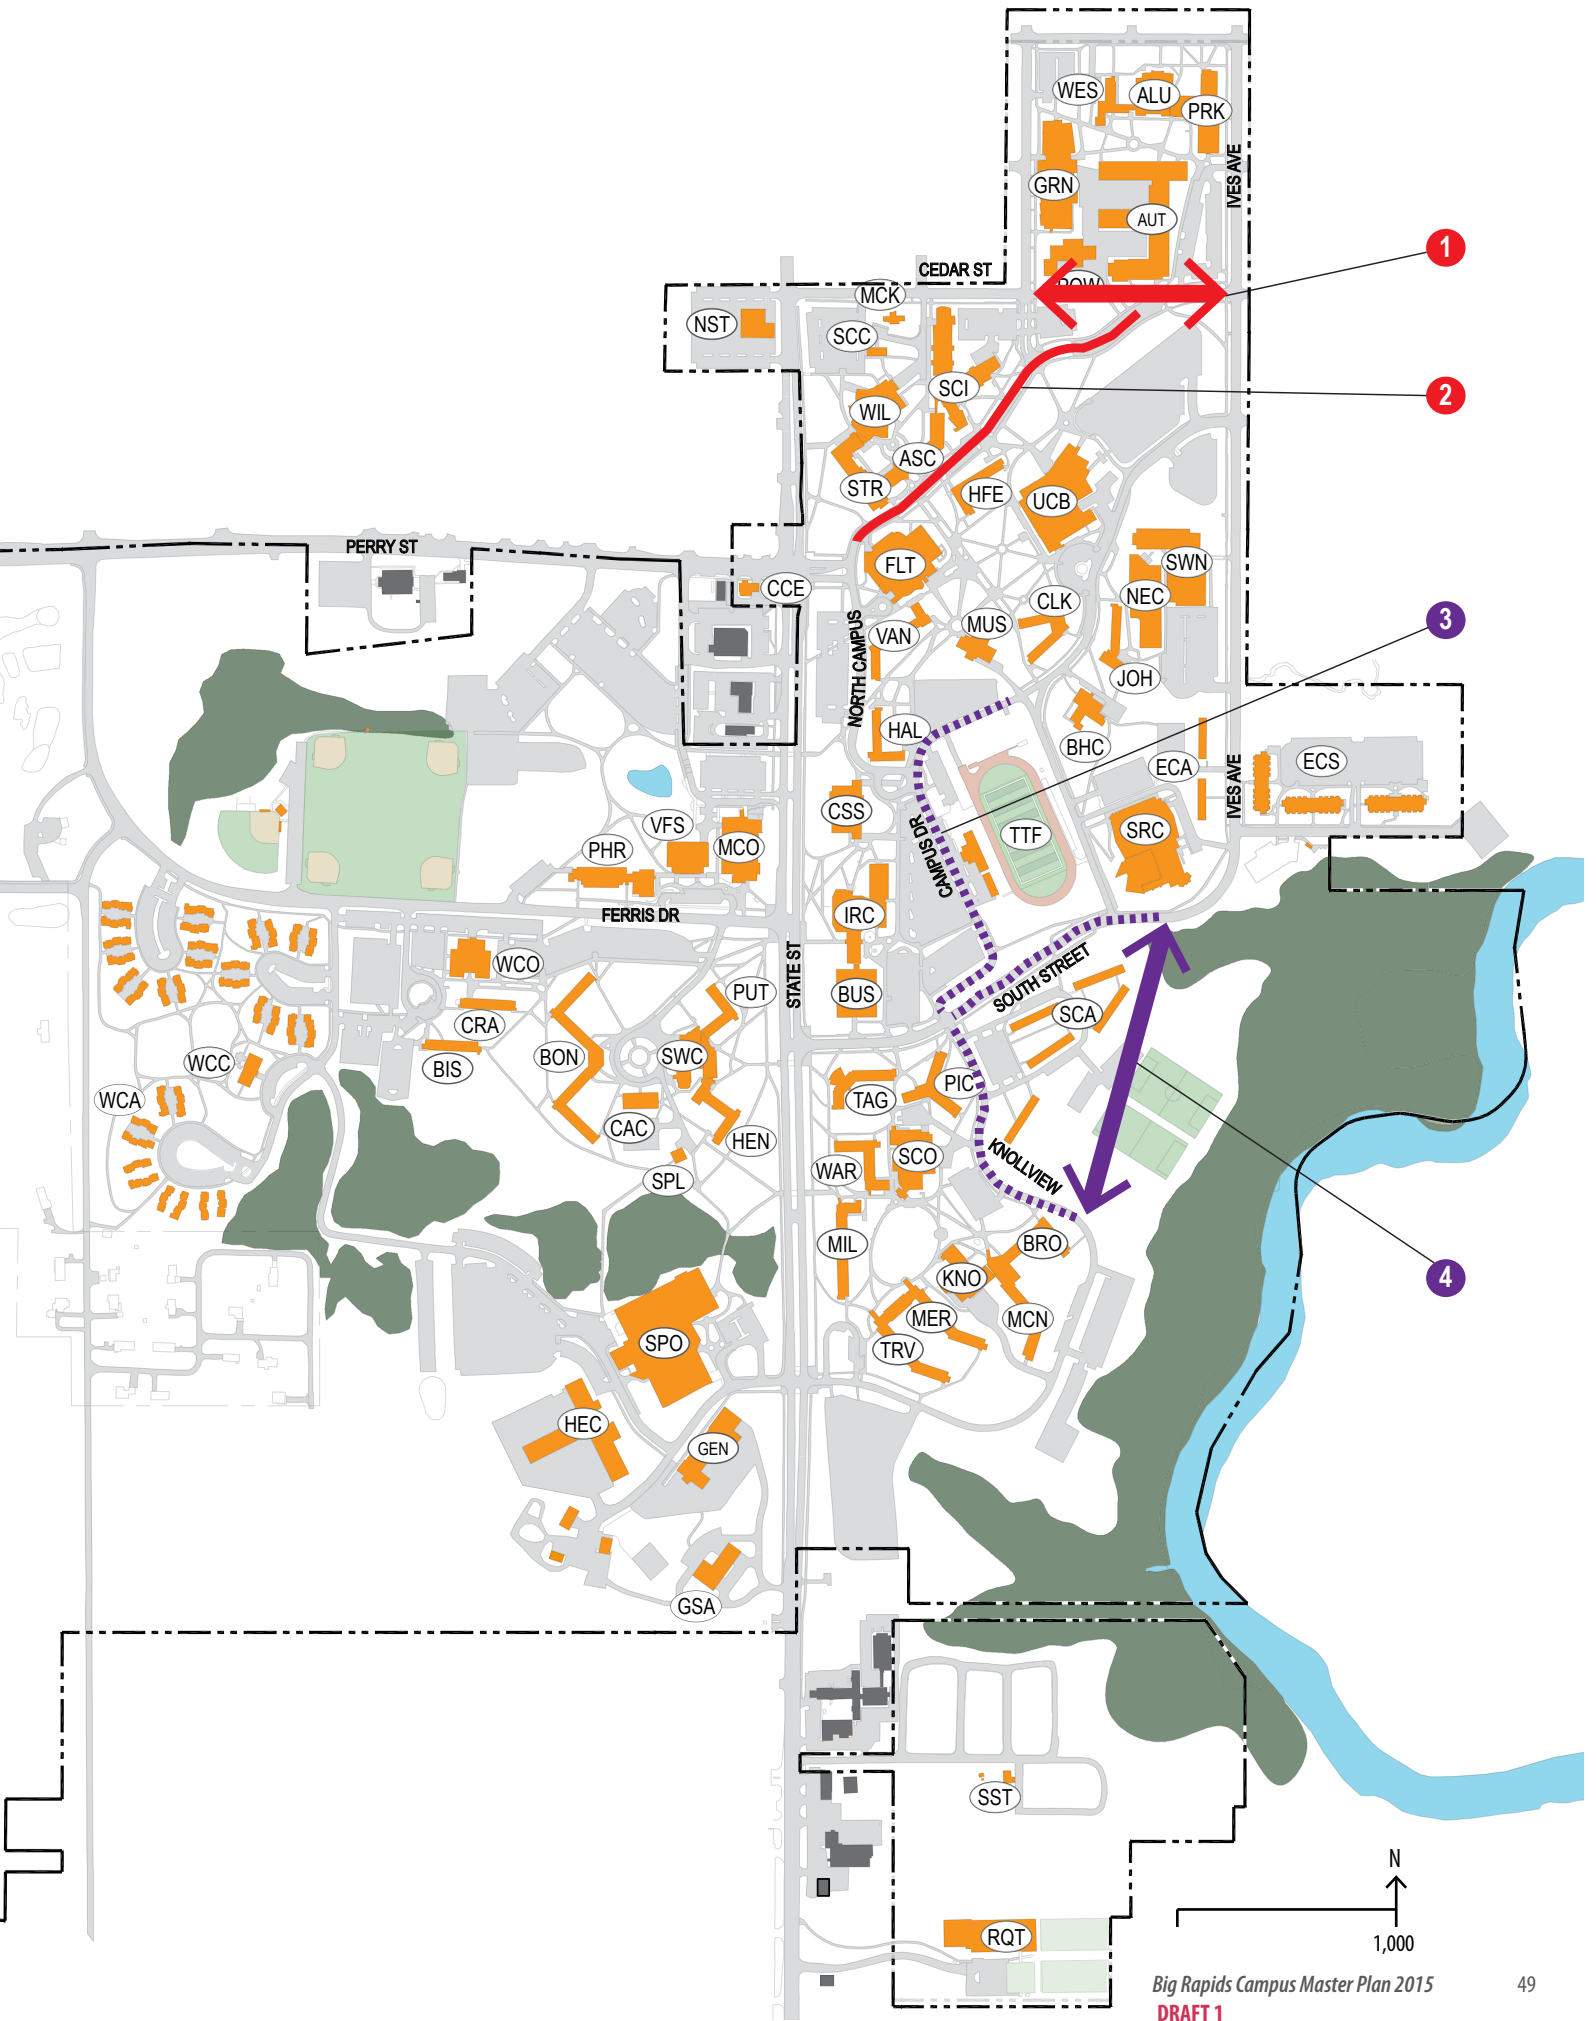 WES
ALU
PRK
IVES AVE
GRN
AUT
1
CEDAR ST
POW
MCK
NST
SCC
SCI
2
WIL
ASC
STR
HFE
UCB
PERRY ST
FLT
SWN
CCE
NEC
CLK
3
VAN
MUS
NORTH CAMPUS
JOH
HAL
BHC
ECA
IVES AVE
ECS
CSS
VFS
TTF
SRC
MCO
PHR
CAMPUS DR
FERRIS DR
IRC
WCO
STATE ST
PUT
BUS
SOUTH STREET
SCA
CRA
BON
SWC
WCC
BIS
PIC
WCA
TAG
CAC
HEN
SCO
WAR
KNOLLVIEW
SPL
MIL
BRO
KNO
4
MER
MCN
SPO
TRV
HEC
GEN
GSA
SST
N
RQT
1,000
Big Rapids Campus Master Plan 2015 49
DRAFT 1